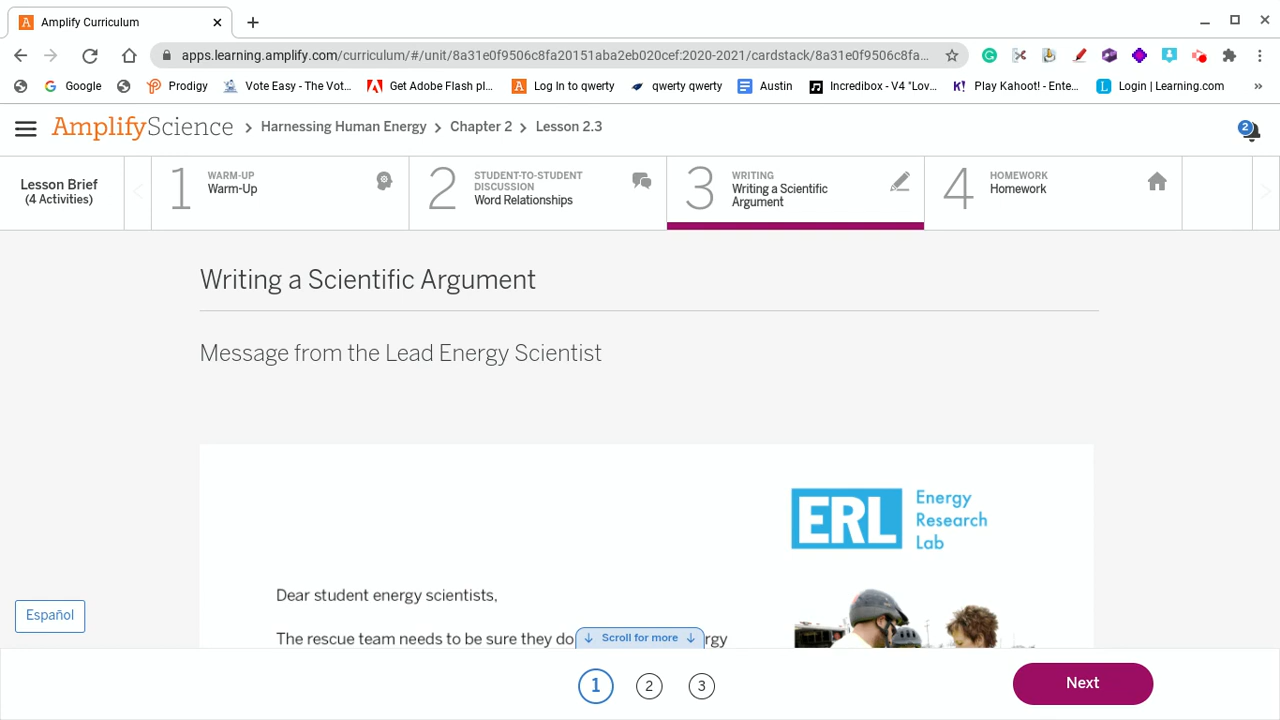 Amplify Curriculum
apps.learning.amplify.com/curriculum/#/unit/8a31e0f9506c8fa20151aba2eb020cef:2020-2021/cardstack/8a31e0f9506c8fa...
Google
Prodigy
Vote Easy - The Vot...
Get Adobe Flash pl...
Log In to qwerty
qwerty qwerty
Austin
Incredibox - V4 "Lov...
Play Kahoot! - Ente...
Login | Learning.com
»
AmplifyScience > Harnessing Human Energy > Chapter 2 > Lesson 2.3
2
Lesson Brief
(4 Activities)
1
WARM-UP
Warm-Up
2
STUDENT-TO-STUDENT
DISCUSSION
Word Relationships
3
WRITING
Writing a Scientific
Argument
4
HOMEWORK
Homework
Writing a Scientific Argument
Message from the Lead Energy Scientist
ERL
Energy
Research
Lab
Dear student energy scientists,
The rescue team needs to be sure they do
rgy
Scroll for more
Español
1
2
3
Next